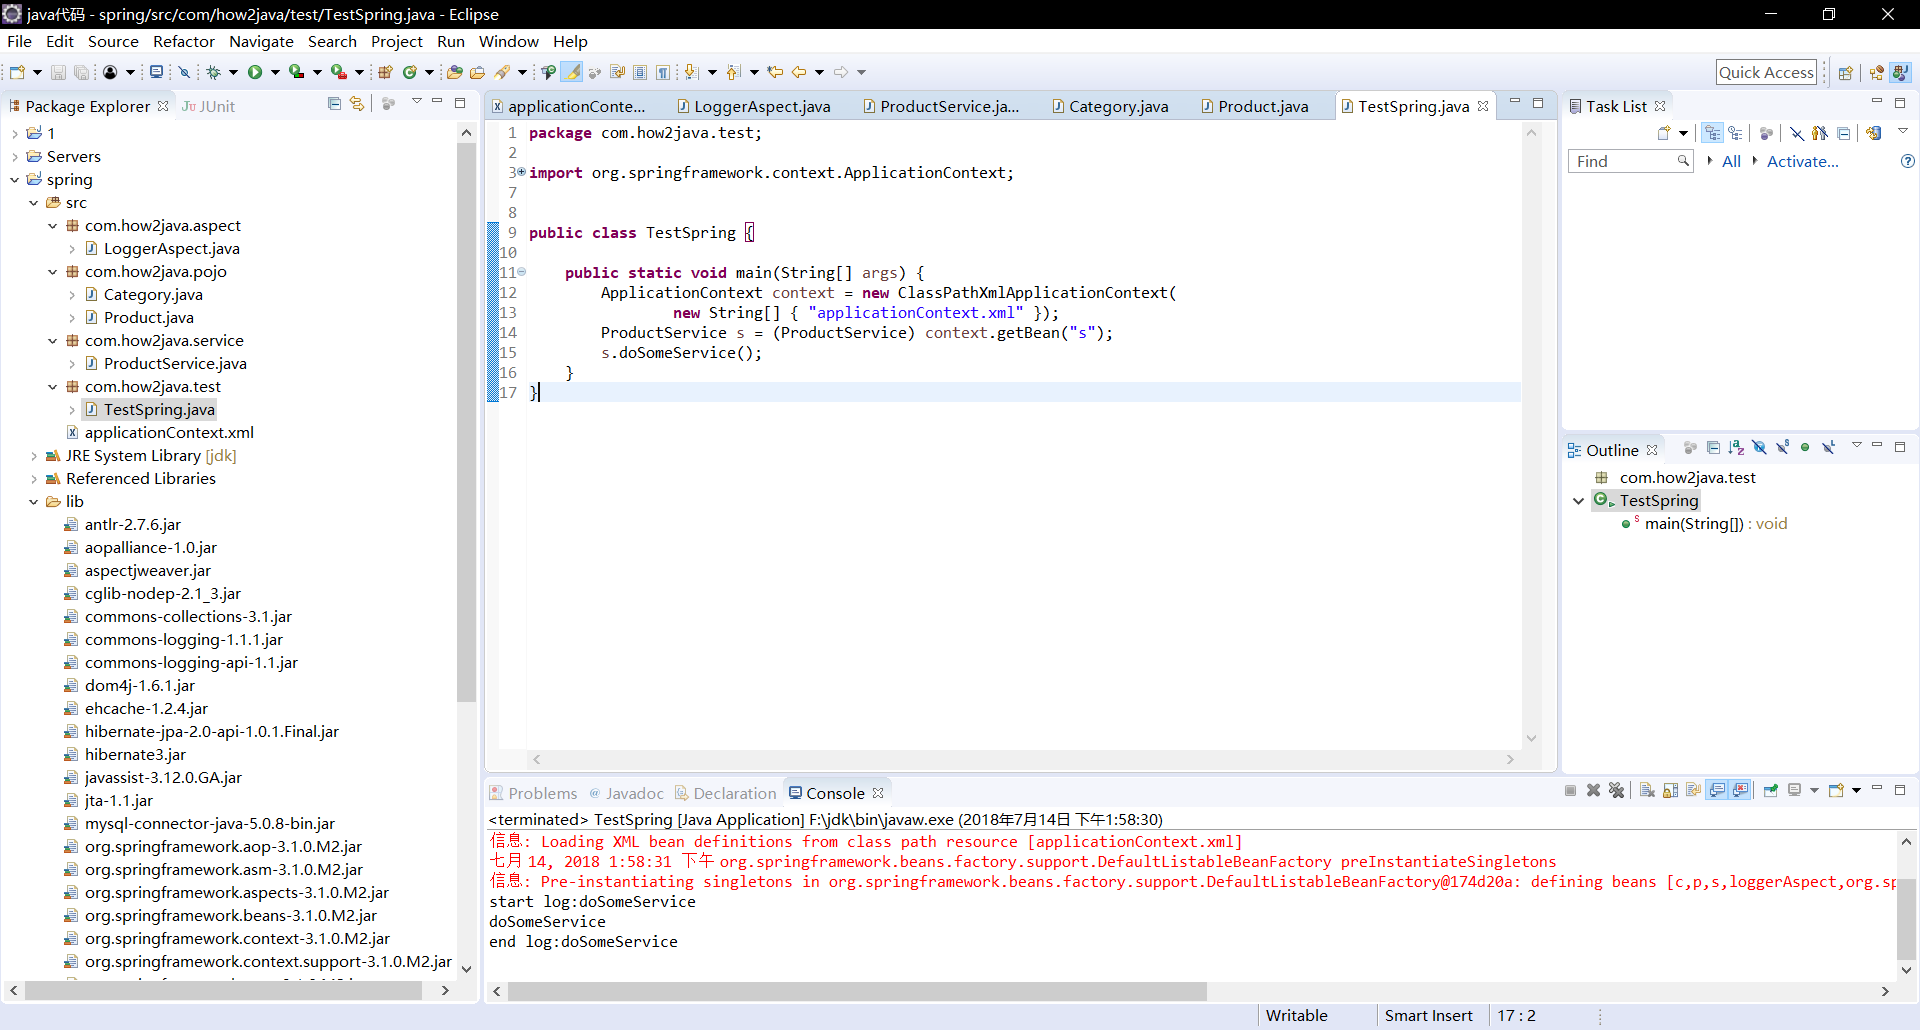 java代码 - spring/src/com/how2java/test/TestSpring.java - Eclipse
File Edit Source Refactor Navigate Search Project Run Window Help
Quick Access
Package Explorer
JUnit
1
Servers
spring
src
com.how2java.aspect
LoggerAspect.java
com.how2java.pojo
Category.java
Product.java
com.how2java.service
ProductService.java
com.how2java.test
TestSpring.java
applicationContext.xml
JRE System Library [jdk]
Referenced Libraries
lib
antlr-2.7.6.jar
aopalliance-1.0.jar
aspectjweaver.jar
cglib-nodep-2.1_3.jar
commons-collections-3.1.jar
commons-logging-1.1.1.jar
commons-logging-api-1.1.jar
dom4j-1.6.1.jar
ehcache-1.2.4.jar
hibernate-jpa-2.0-api-1.0.1.Final.jar
hibernate3.jar
javassist-3.12.0.GA.jar
jta-1.1.jar
mysql-connector-java-5.0.8-bin.jar
org.springframework.aop-3.1.0.M2.jar
org.springframework.asm-3.1.0.M2.jar
org.springframework.aspects-3.1.0.M2.jar
org.springframework.beans-3.1.0.M2.jar
org.springframework.context-3.1.0.M2.jar
org.springframework.context.support-3.1.0.M2.jar
applicationConte... LoggerAspect.java ProductService.ja... Category.java Product.java TestSpring.java
1 package com.how2java.test;
2
3 import org.springframework.context.ApplicationContext;
7
8
9 public class TestSpring {
10
11 public static void main(String[] args) {
12 ApplicationContext context = new ClassPathXmlApplicationContext(
13 new String[] { "applicationContext.xml" });
14 ProductService s = (ProductService) context.getBean("s");
15 s.doSomeService();
16 }
17 }
Task List
Find
All
Activate...
Outline
com.how2java.test
TestSpring
main(String[]) : void
Problems @ Javadoc Declaration Console
<terminated> TestSpring [Java Application] F:\jdk\bin\javaw.exe (2018年7月14日 下午1:58:30)
信息: Loading XML bean definitions from class path resource [applicationContext.xml]
七月 14, 2018 1:58:31 下午 org.springframework.beans.factory.support.DefaultListableBeanFactory preInstantiateSingletons
信息: Pre-instantiating singletons in org.springframework.beans.factory.support.DefaultListableBeanFactory@174d20a: defining beans [c,p,s,loggerAspect,org.sp
start log:doSomeService
doSomeService
end log:doSomeService
Writable
Smart Insert
17 : 2